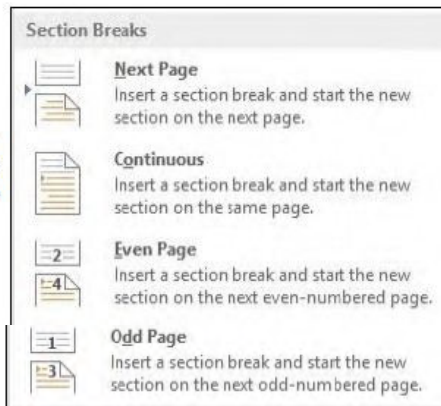 Section Breaks
Next Page
Insert a section break and start the new
section on the next page.
Continuous
Insert a section break and start the new
section on the same page.
2
Even Page
4
Insert a section break and start the new
section on the next even-numbered page.
1
Odd Page
3
Insert a section break and start the new
section on the next odd-numbered page.